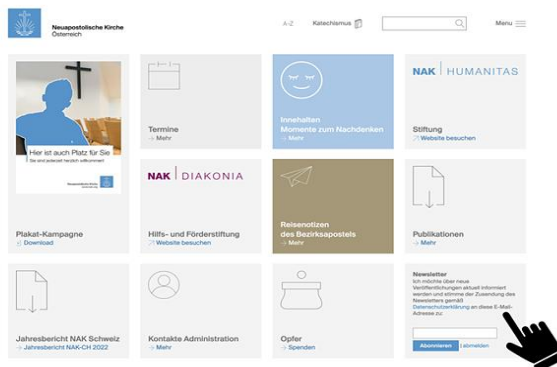 Neuapostolische Kirche
Österreich
A–Z
Katechismus
Menu
Hier ist auch Platz für Sie
Sie sind jederzeit herzlich willkommen!
Neuapostolische Kirche
Plakat-Kampagne
Download
Termine
→ Mehr
Innehalten
Momente zum Nachdenken
→ Mehr
NAK HUMANITAS
Stiftung
↗ Website besuchen
NAK DIAKONIA
Hilfs- und Förderstiftung
↗ Website besuchen
Reisenotizen
des Bezirksapostels
→ Mehr
Publikationen
→ Mehr
Jahresbericht NAK Schweiz
→ Jahresbericht NAK-CH 2022
Kontakte Administration
→ Mehr
Opfer
→ Spenden
Newsletter
Ich möchte über neue
Veröffentlichungen aktuell informiert
werden und stimme der Zusendung des
Newsletters gemäß
Datenschutzerklärung an diese E-Mail-
Adresse zu:
Abonnieren | abmelden